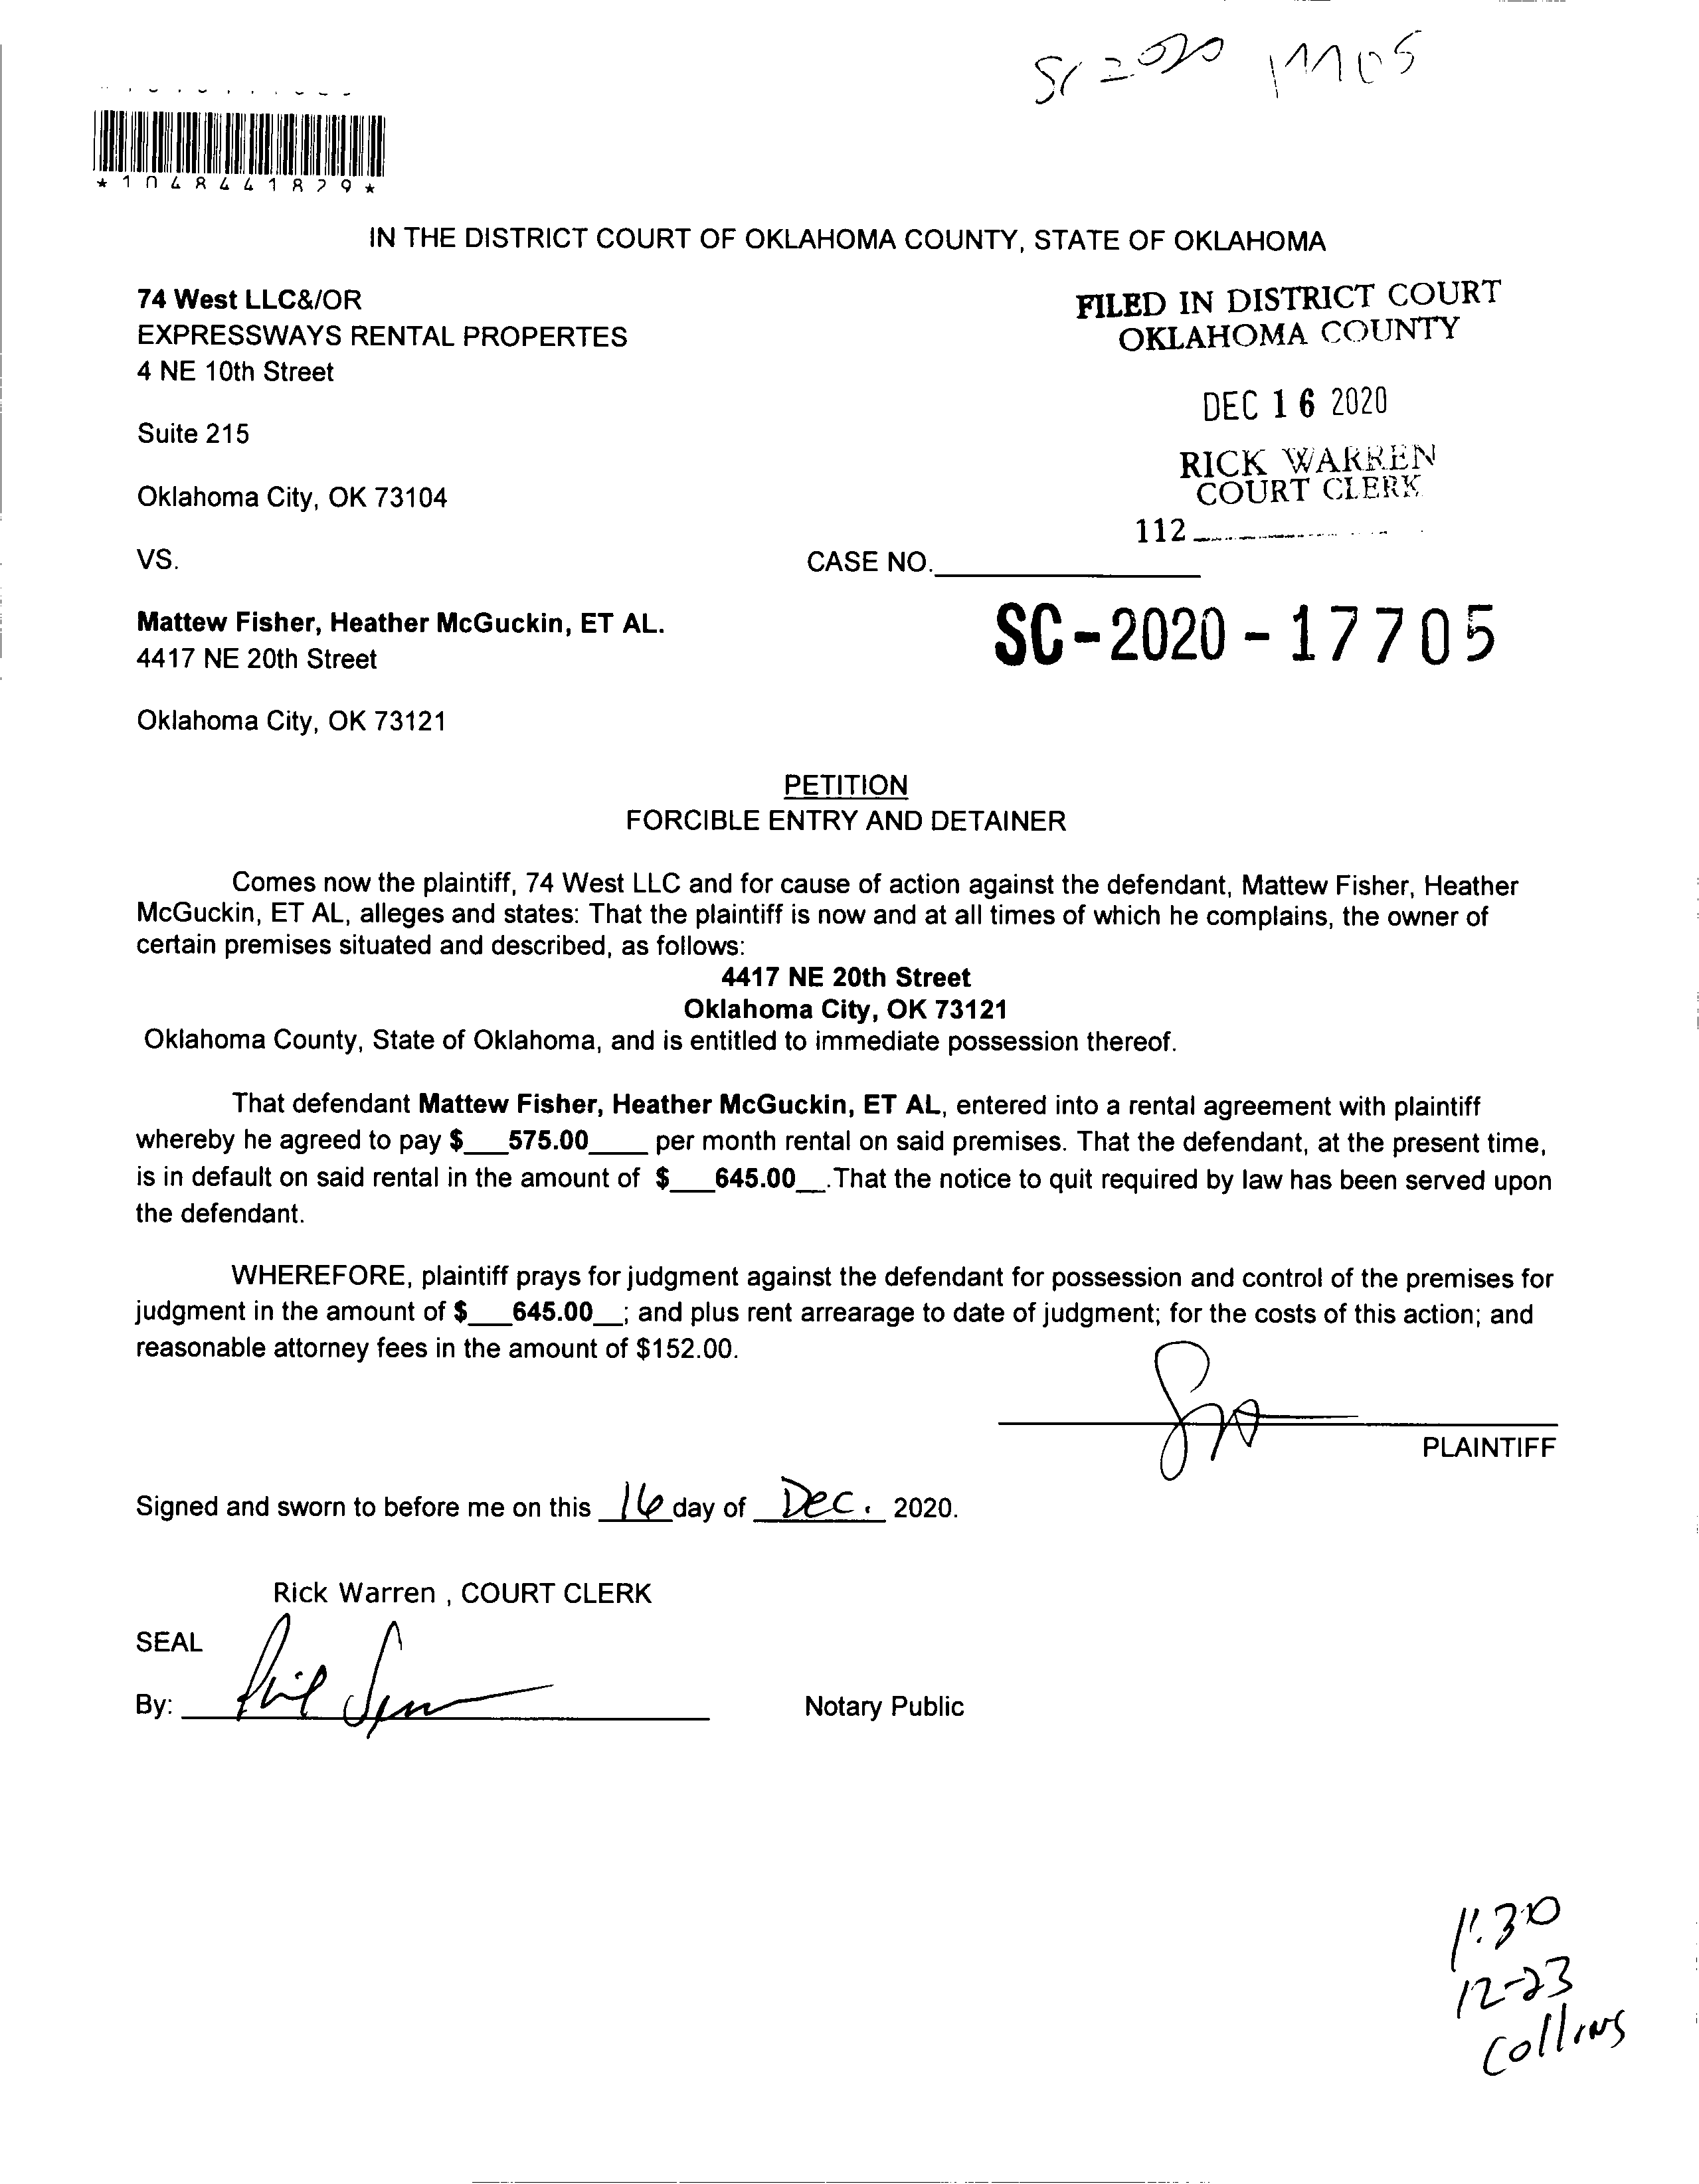 SC 2020 17705
*1048441829*
IN THE DISTRICT COURT OF OKLAHOMA COUNTY, STATE OF OKLAHOMA
74 West LLC&/OR
EXPRESSWAYS RENTAL PROPERTES
4 NE 10th Street
Suite 215
Oklahoma City, OK 73104
FILED IN DISTRICT COURT
OKLAHOMA COUNTY
DEC 16 2020
RICK WARREN
COURT CLERK
112
VS.
CASE NO.
Mattew Fisher, Heather McGuckin, ET AL.
4417 NE 20th Street
Oklahoma City, OK 73121
SC-2020-17705
PETITION
FORCIBLE ENTRY AND DETAINER
Comes now the plaintiff, 74 West LLC and for cause of action against the defendant, Mattew Fisher, Heather
McGuckin, ET AL, alleges and states: That the plaintiff is now and at all times of which he complains, the owner of
certain premises situated and described, as follows:
4417 NE 20th Street
Oklahoma City, OK 73121
Oklahoma County, State of Oklahoma, and is entitled to immediate possession thereof.
That defendant Mattew Fisher, Heather McGuckin, ET AL, entered into a rental agreement with plaintiff
whereby he agreed to pay $___575.00____ per month rental on said premises. That the defendant, at the present time,
is in default on said rental in the amount of $___645.00__.That the notice to quit required by law has been served upon
the defendant.
WHEREFORE, plaintiff prays for judgment against the defendant for possession and control of the premises for
judgment in the amount of $___645.00__; and plus rent arrearage to date of judgment; for the costs of this action; and
reasonable attorney fees in the amount of $152.00.
PLAINTIFF
Signed and sworn to before me on this 16 day of Dec. 2020.
Rick Warren , COURT CLERK
SEAL
By:
Notary Public
1:30
12-23
Collins